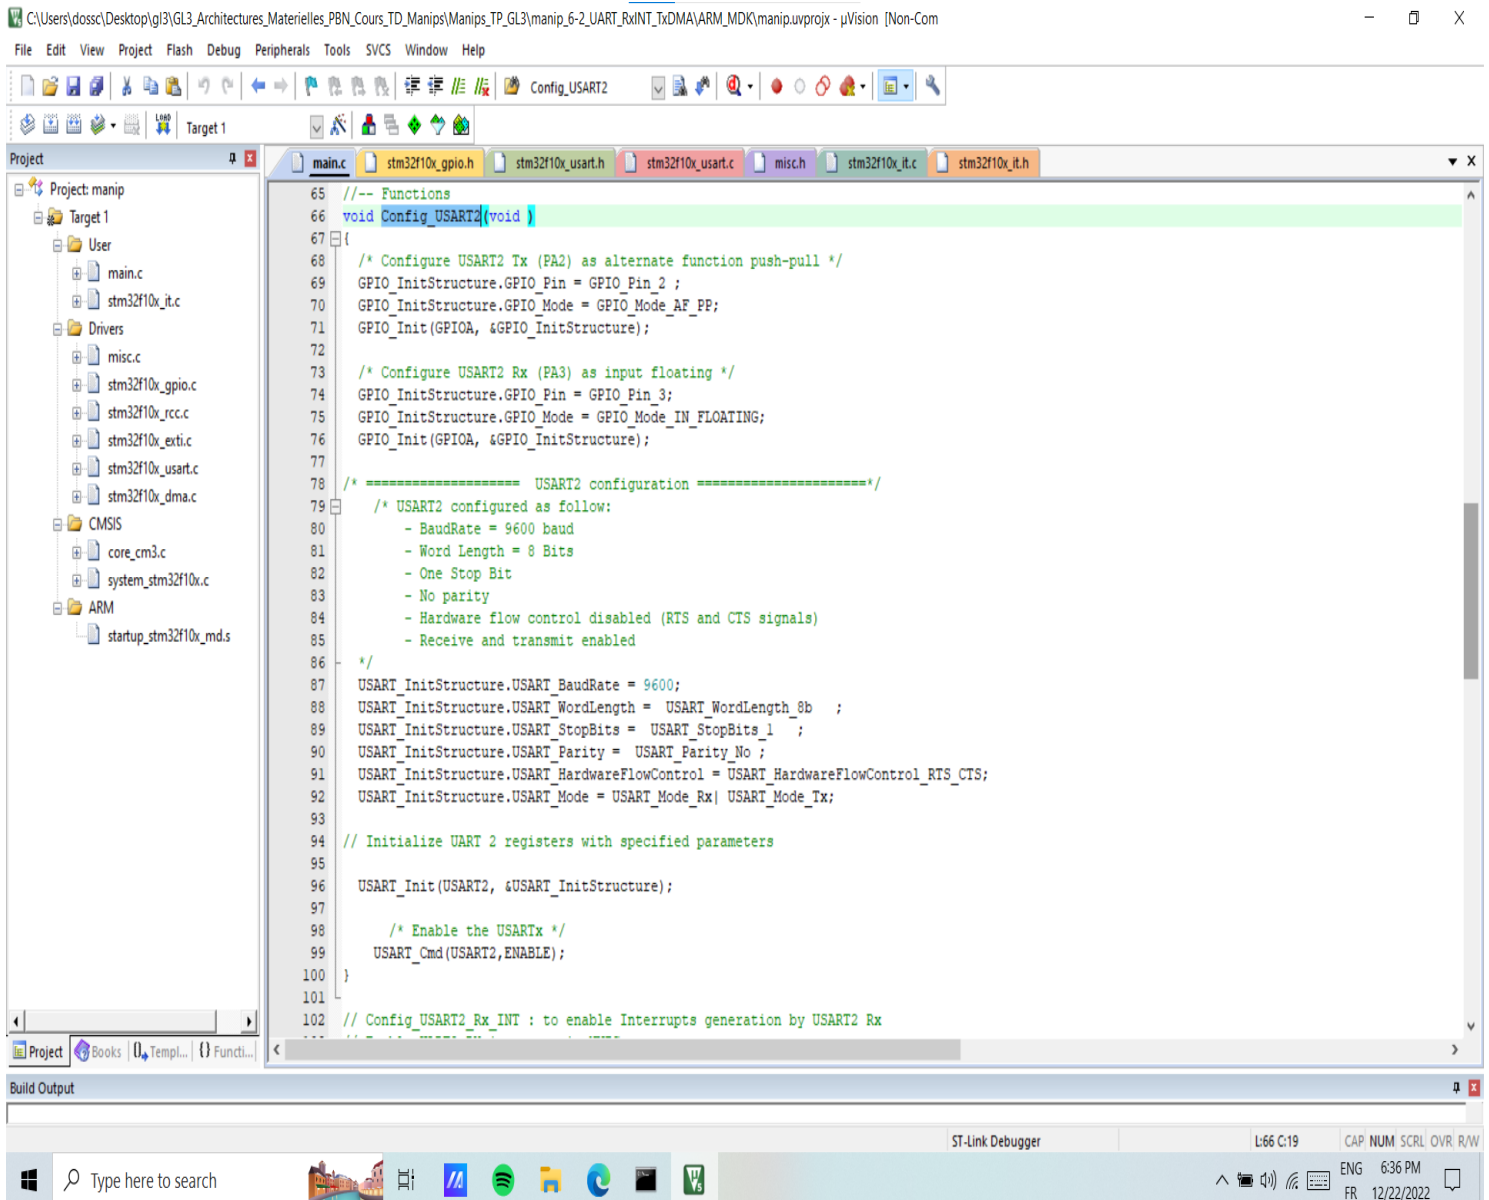 C:\Users\dossc\Desktop\gl3\GL3_Architectures_Materielles_PBN_Cours_TD_Manips\Manips_TP_GL3\manip_6-2_UART_RxINT_TxDMA\ARM_MDK\manip.uvprojx - µVision [Non-Com
File Edit View Project Flash Debug Peripherals Tools SVCS Window Help
Config_USART2
LOAD Target 1
Project
main.c stm32f10x_gpio.h stm32f10x_usart.h stm32f10x_usart.c misc.h stm32f10x_it.c stm32f10x_it.h
Project: manip
Target 1
User
main.c
stm32f10x_it.c
Drivers
misc.c
stm32f10x_gpio.c
stm32f10x_rcc.c
stm32f10x_exti.c
stm32f10x_usart.c
stm32f10x_dma.c
CMSIS
core_cm3.c
system_stm32f10x.c
ARM
startup_stm32f10x_md.s
65 //-- Functions
66 void Config_USART2(void )
67 {
68 /* Configure USART2 Tx (PA2) as alternate function push-pull */
69 GPIO_InitStructure.GPIO_Pin = GPIO_Pin_2 ;
70 GPIO_InitStructure.GPIO_Mode = GPIO_Mode_AF_PP;
71 GPIO_Init(GPIOA, &GPIO_InitStructure);
72
73 /* Configure USART2 Rx (PA3) as input floating */
74 GPIO_InitStructure.GPIO_Pin = GPIO_Pin_3;
75 GPIO_InitStructure.GPIO_Mode = GPIO_Mode_IN_FLOATING;
76 GPIO_Init(GPIOA, &GPIO_InitStructure);
77
78 /* ==================== USART2 configuration ======================*/
79 /* USART2 configured as follow:
80 - BaudRate = 9600 baud
81 - Word Length = 8 Bits
82 - One Stop Bit
83 - No parity
84 - Hardware flow control disabled (RTS and CTS signals)
85 - Receive and transmit enabled
86 */
87 USART_InitStructure.USART_BaudRate = 9600;
88 USART_InitStructure.USART_WordLength = USART_WordLength_8b ;
89 USART_InitStructure.USART_StopBits = USART_StopBits_1 ;
90 USART_InitStructure.USART_Parity = USART_Parity_No ;
91 USART_InitStructure.USART_HardwareFlowControl = USART_HardwareFlowControl_RTS_CTS;
92 USART_InitStructure.USART_Mode = USART_Mode_Rx| USART_Mode_Tx;
93
94 // Initialize UART 2 registers with specified parameters
95
96 USART_Init(USART2, &USART_InitStructure);
97
98 /* Enable the USARTx */
99 USART_Cmd(USART2,ENABLE);
100 }
101
102 // Config_USART2_Rx_INT : to enable Interrupts generation by USART2 Rx
Project Books Templ... {} Functi...
Build Output
ST-Link Debugger L:66 C:19 CAP NUM SCRL OVR R/W
Type here to search
ENG 6:36 PM
FR 12/22/2022